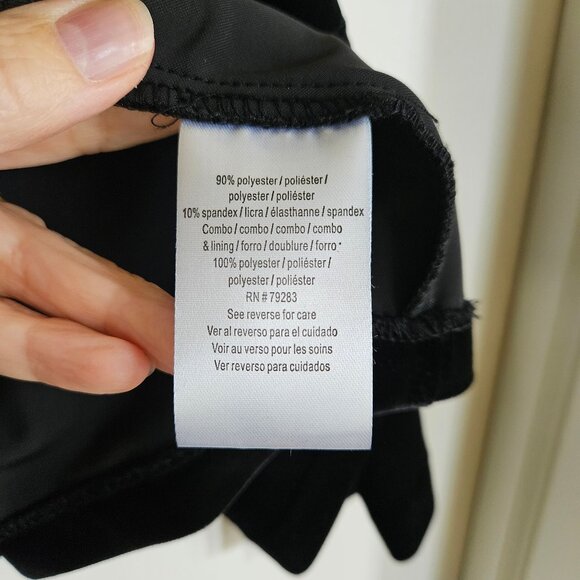 90% polyester / poliéster /
polyester / poliéster
10% spandex / licra / élasthanne / spandex
Combo / combo / combo / combo
& lining / forro / doublure / forro
100% polyester / poliéster /
polyester / poliéster
RN # 79283
See reverse for care
Ver al reverso para el cuidado
Voir au verso pour les soins
Ver reverso para cuidados